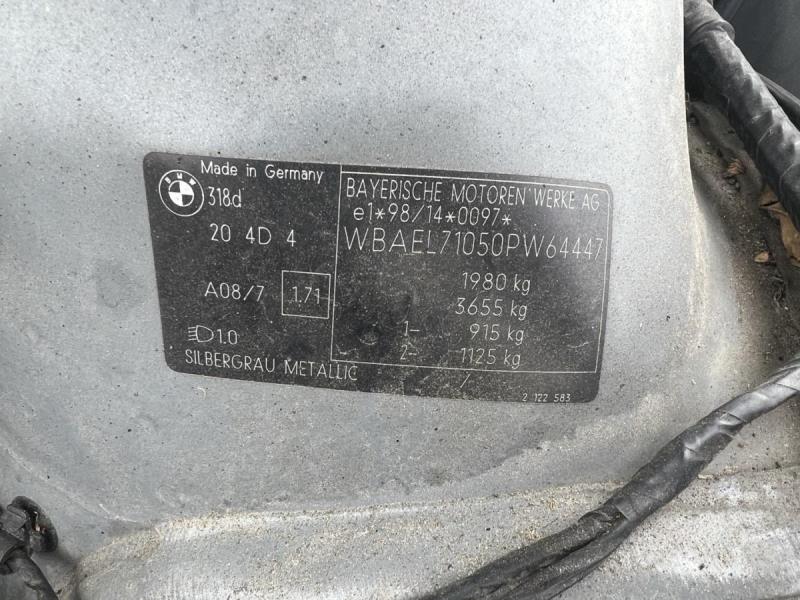 Made in Germany
BMW
318d
20 4D 4
A08/7 1.71
1.0
SILBERGRAU METALLIC
BAYERISCHE MOTOREN WERKE AG
e1*98/14*0097*
WBAEL71050PW64447
1980 kg
3655 kg
1- 915 kg
2- 1125 kg
/
2 122 583